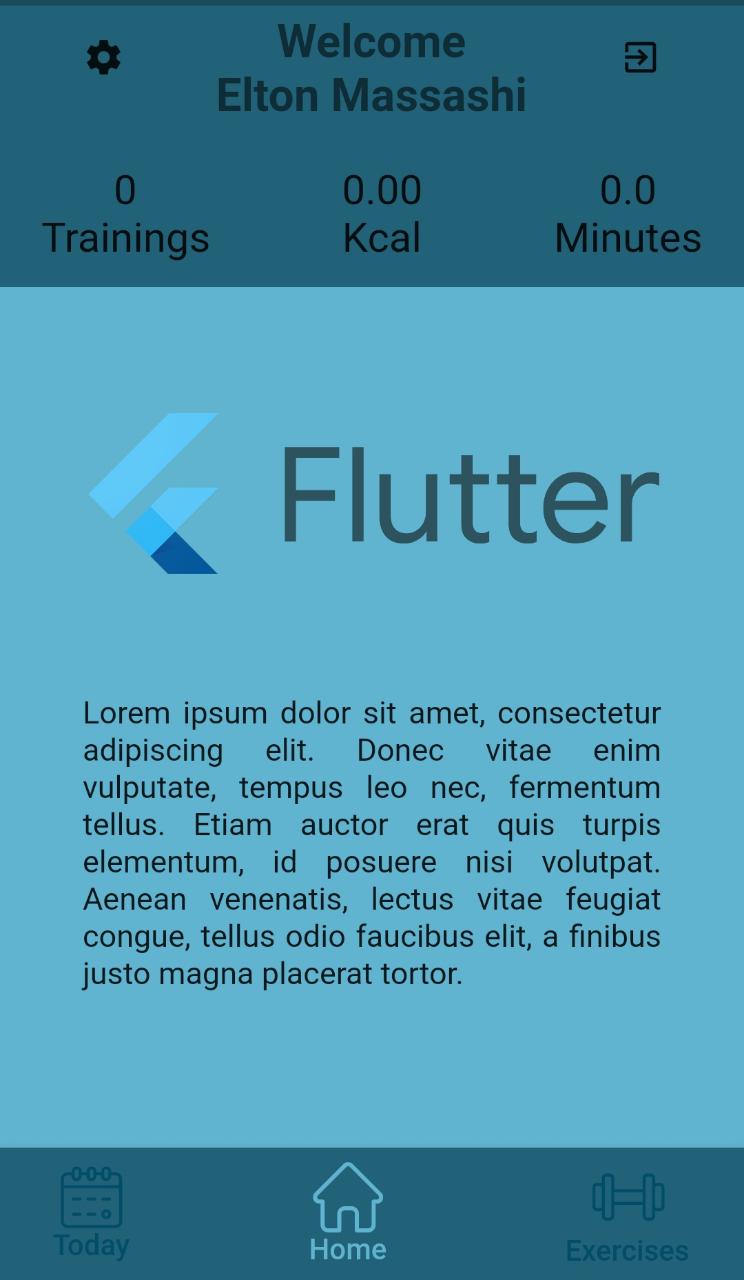 Welcome
Elton Massashi
0 0.00 0.0
Trainings Kcal Minutes
Flutter
Lorem ipsum dolor sit amet, consectetur
adipiscing elit. Donec vitae enim
vulputate, tempus leo nec, fermentum
tellus. Etiam auctor erat quis turpis
elementum, id posuere nisi volutpat.
Aenean venenatis, lectus vitae feugiat
congue, tellus odio faucibus elit, a finibus
justo magna placerat tortor.
Today Home Exercises